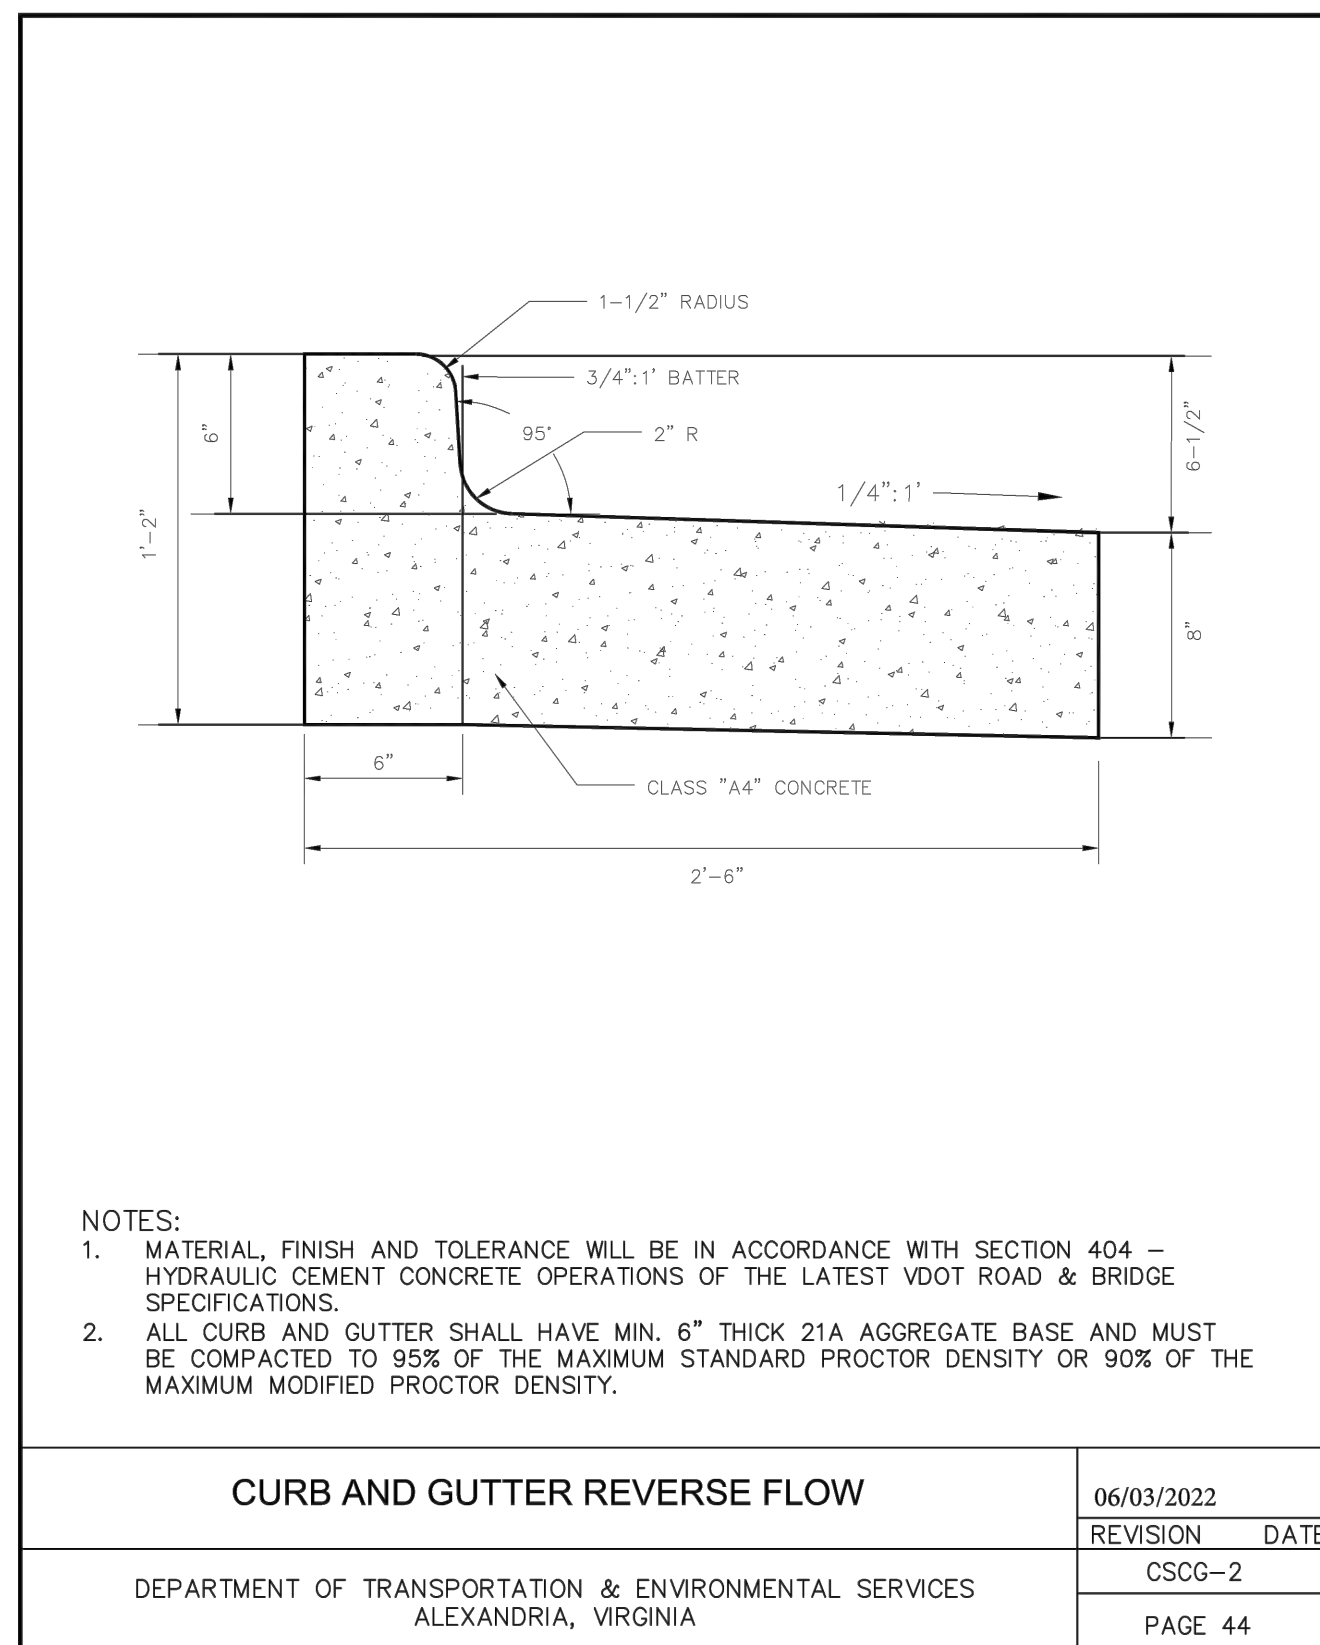 1-1/2" RADIUS
3/4":1' BATTER
95°
2" R
6"
1'-2"
6-1/2"
1/4":1'
8"
6"
CLASS "A4" CONCRETE
2'-6"
NOTES:
1. MATERIAL, FINISH AND TOLERANCE WILL BE IN ACCORDANCE WITH SECTION 404 –
HYDRAULIC CEMENT CONCRETE OPERATIONS OF THE LATEST VDOT ROAD & BRIDGE
SPECIFICATIONS.
2. ALL CURB AND GUTTER SHALL HAVE MIN. 6" THICK 21A AGGREGATE BASE AND MUST
BE COMPACTED TO 95% OF THE MAXIMUM STANDARD PROCTOR DENSITY OR 90% OF THE
MAXIMUM MODIFIED PROCTOR DENSITY.
CURB AND GUTTER REVERSE FLOW
06/03/2022
REVISION DATE
DEPARTMENT OF TRANSPORTATION & ENVIRONMENTAL SERVICES
ALEXANDRIA, VIRGINIA
CSCG-2
PAGE 44